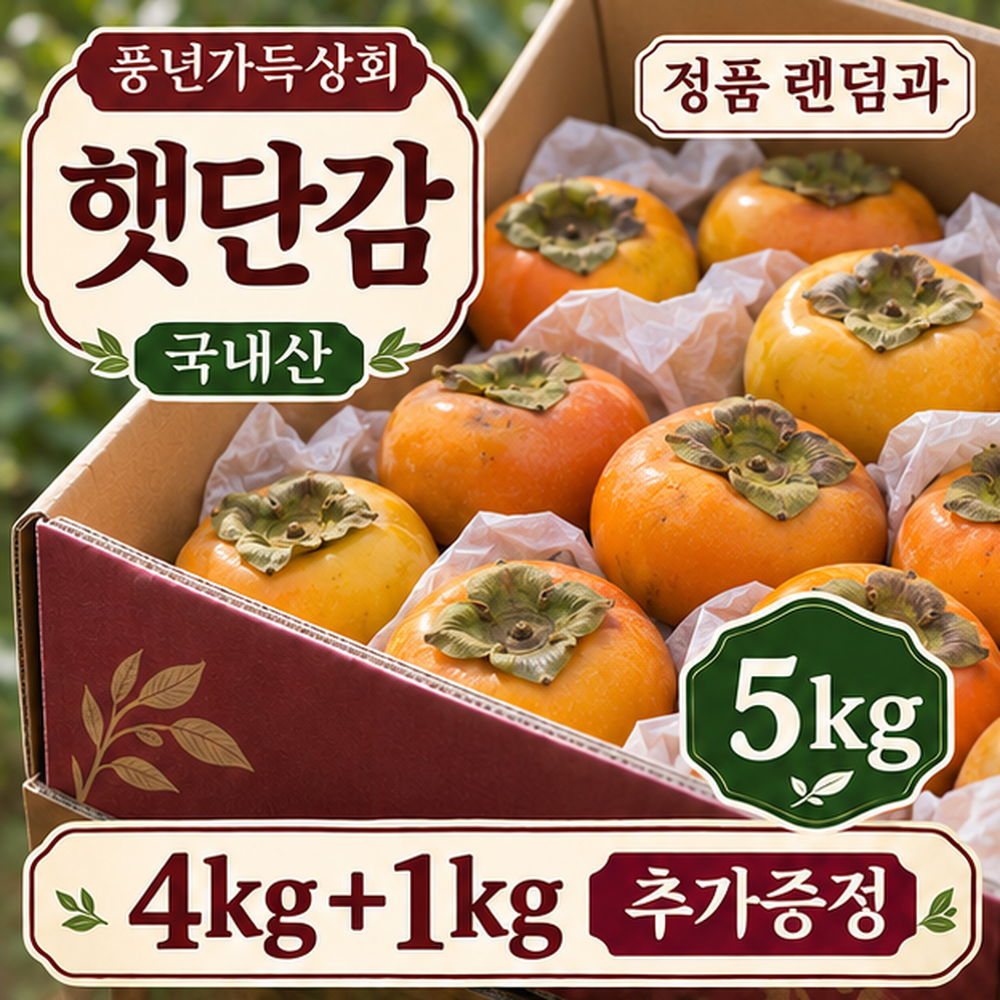 풍년가득상회
햇단감
국내산
정품 랜덤과
5kg
4kg+1kg 추가증정